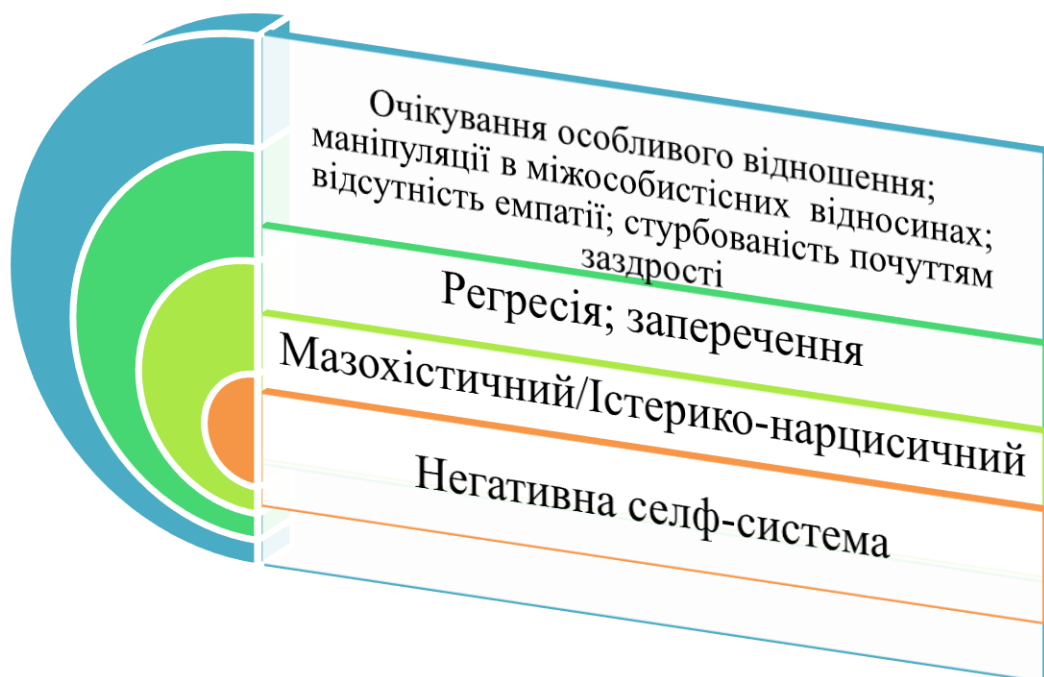 Очікування особливого відношення;
маніпуляції в міжособистісних відносинах;
відсутність емпатії; стурбованість почуттям
заздрості
Регресія; заперечення
Мазохістичний/Істерико-нарцисичний
Негативна селф-система